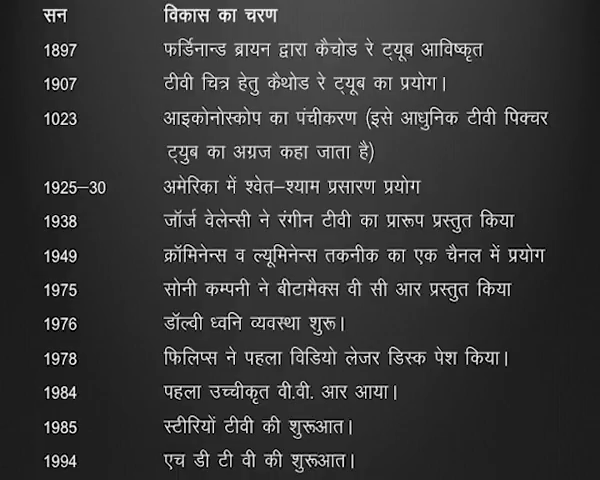 सन विकास का चरण
1897 फर्डिनान्ड ब्रायन द्वारा कैचोड रे ट्यूब आविष्कृत
1907 टीवी चित्र हेतु कैथोड रे ट्यूब का प्रयोग।
1023 आइकोनोस्कोप का पंचीकरण (इसे आधुनिक टीवी पिक्चर
ट्युब का अग्रज कहा जाता है)
1925–30 अमेरिका में श्वेत–श्याम प्रसारण प्रयोग
1938 जॉर्ज वेलेन्सी ने रंगीन टीवी का प्रारूप प्रस्तुत किया
1949 क्रॉमिनेन्स व ल्यूमिनेन्स तकनीक का एक चैनल में प्रयोग
1975 सोनी कम्पनी ने बीटामैक्स वी सी आर प्रस्तुत किया
1976 डॉल्वी ध्वनि व्यवस्था शुरू।
1978 फिलिप्स ने पहला विडियो लेजर डिस्क पेश किया।
1984 पहला उच्चीकृत वी.वी. आर आया।
1985 स्टीरियों टीवी की शुरूआत।
1994 एच डी टी वी की शुरूआत।